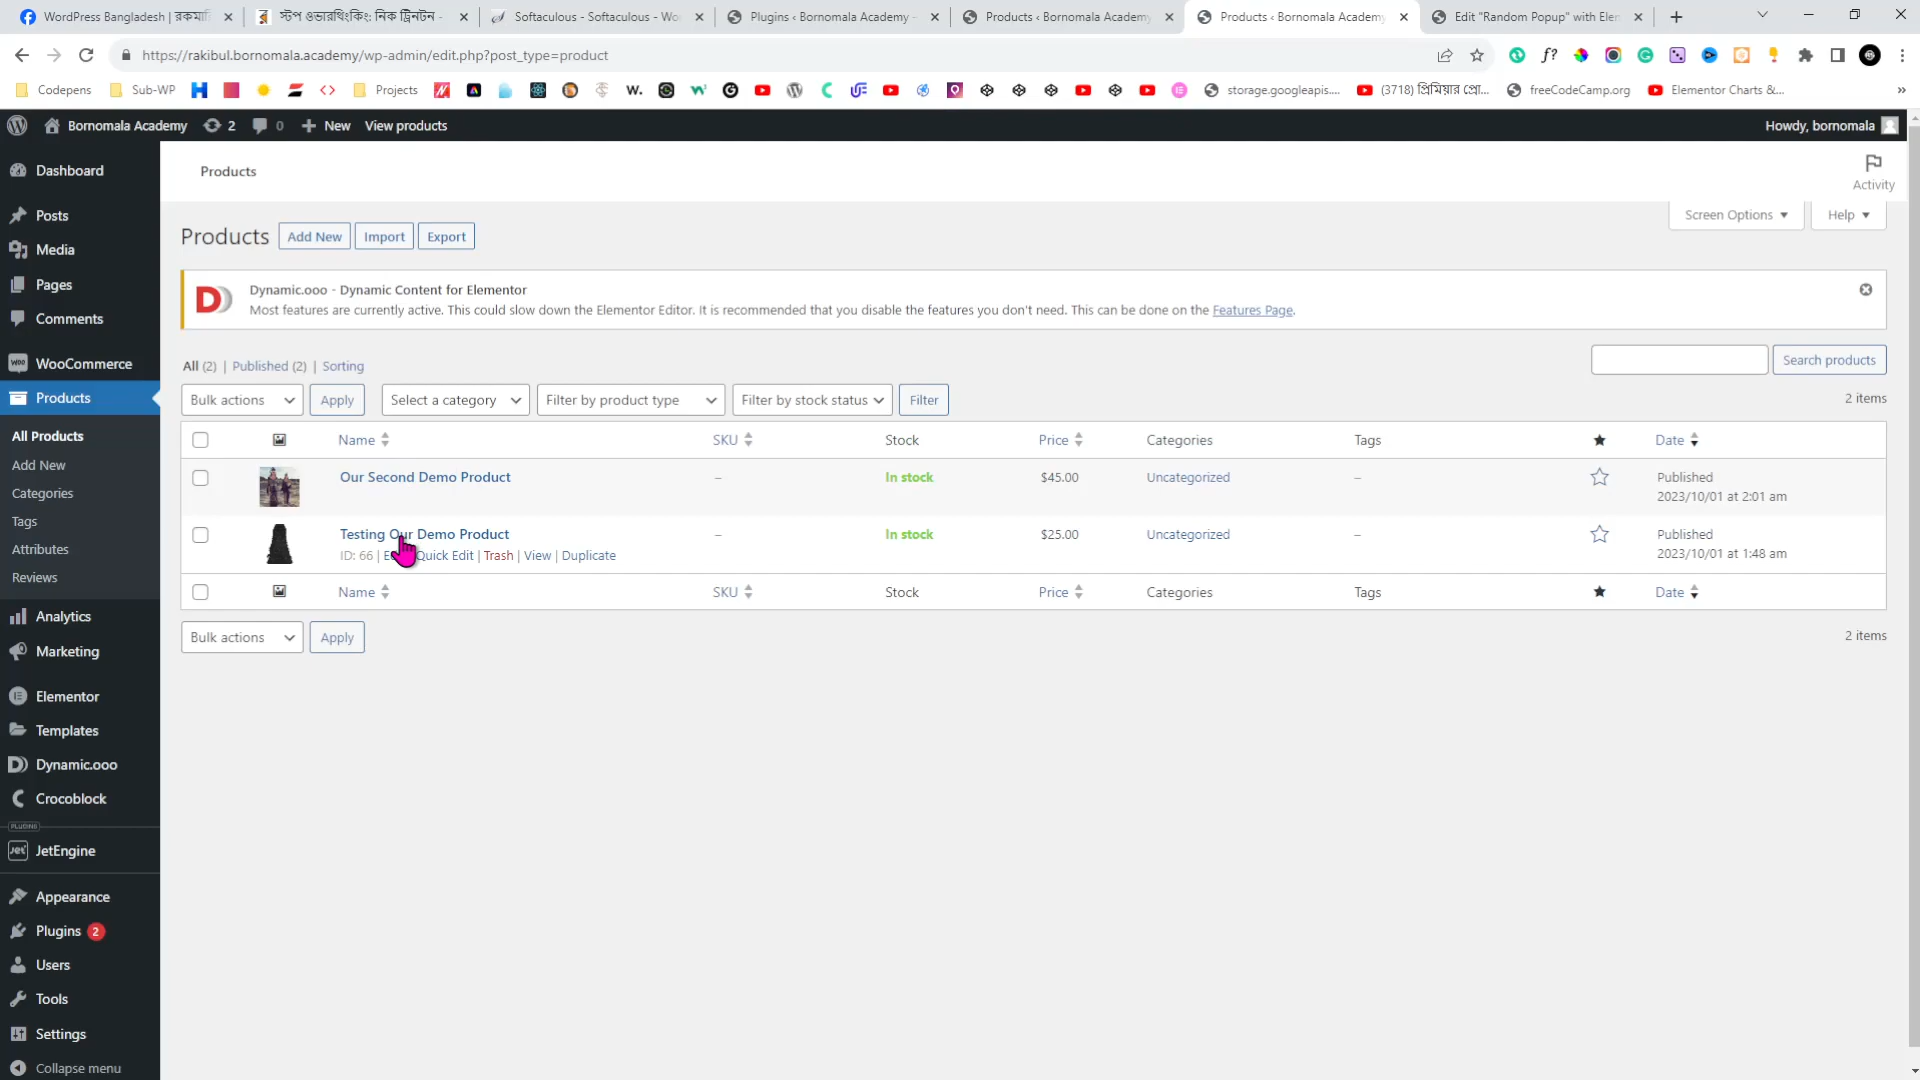 WordPress Bangladesh | রকমারি
স্টপ ওভারথিংকিং: নিক ট্রিনটন -
Softaculous - Softaculous - Wo
Plugins ‹ Bornomala Academy -
Products ‹ Bornomala Academy
Products ‹ Bornomala Academy
Edit "Random Popup" with Ele
https://rakibul.bornomala.academy/wp-admin/edit.php?post_type=product
Codepens
Sub-WP
Projects
storage.googleapis....
(3718) প্রিমিয়ার প্রো...
freeCodeCamp.org
Elementor Charts &...
Bornomala Academy
2
0
New
View products
Howdy, bornomala
Dashboard
Posts
Media
Pages
Comments
WooCommerce
Products
All Products
Add New
Categories
Tags
Attributes
Reviews
Analytics
Marketing
Elementor
Templates
Dynamic.ooo
Crocoblock
PLUGINS
JetEngine
Appearance
Plugins 2
Users
Tools
Settings
Collapse menu
Products
Activity
Screen Options
Help
Products
Add New
Import
Export
Dynamic.ooo - Dynamic Content for Elementor
Most features are currently active. This could slow down the Elementor Editor. It is recommended that you disable the features you don't need. This can be done on the Features Page.
All (2) | Published (2) | Sorting
Search products
Bulk actions
Apply
Select a category
Filter by product type
Filter by stock status
Filter
2 items
Name SKU Stock Price Categories Tags Date
Our Second Demo Product – In stock $45.00 Uncategorized – Published
2023/10/01 at 2:01 am
Testing Our Demo Product – In stock $25.00 Uncategorized – Published
ID: 66 | Quick Edit | Trash | View | Duplicate 2023/10/01 at 1:48 am
Name SKU Stock Price Categories Tags Date
Bulk actions
Apply
2 items